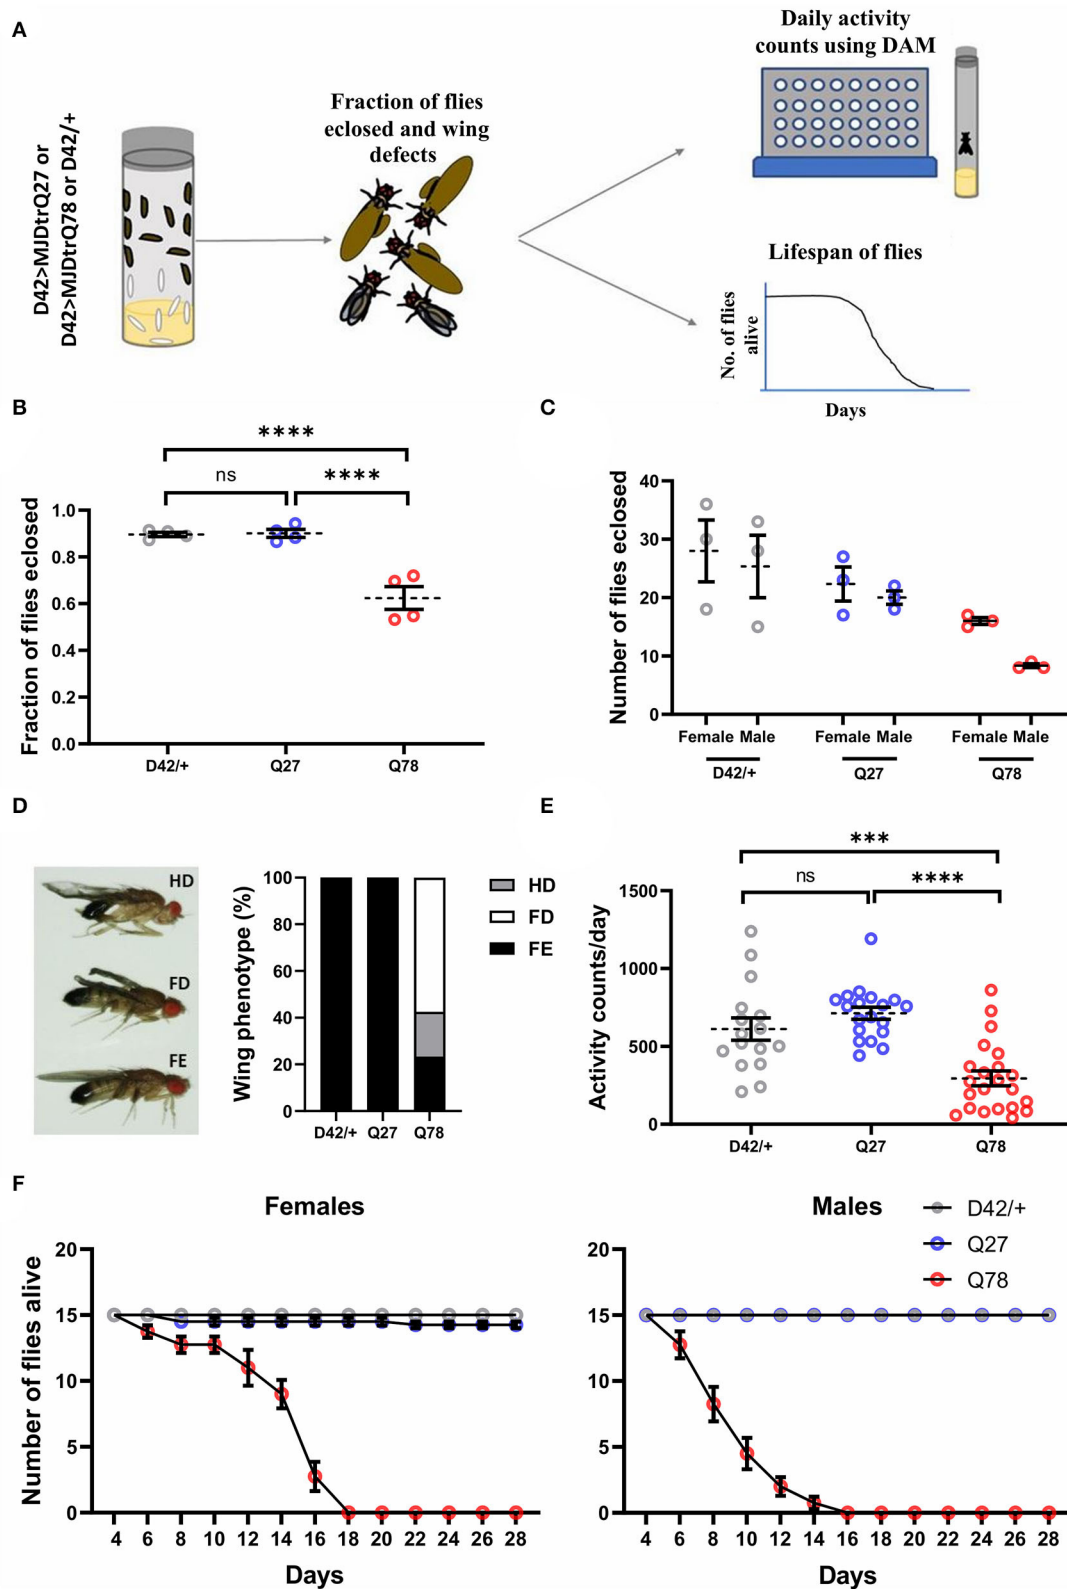 A
D42>MJDtrQ27 or
D42>MJDtrQ78 or D42/+
Fraction of flies
eclosed and wing
defects
Daily activity
counts using DAM
Lifespan of flies
No. of flies
alive
Days
B
****
ns
****
Fraction of flies eclosed
1.0
0.8
0.6
0.4
0.2
0.0
D42/+
Q27
Q78
C
Number of flies eclosed
40
30
20
10
0
Female Male
Female Male
Female Male
D42/+
Q27
Q78
D
HD
FD
FE
Wing phenotype (%)
100
80
60
40
20
0
D42/+
Q27
Q78
HD
FD
FE
E
***
ns
****
Activity counts/day
1500
1000
500
0
D42/+
Q27
Q78
F
Females
Number of flies alive
20
15
10
5
0
4 6 8 10 12 14 16 18 20 22 24 26 28
Days
Males
D42/+
Q27
Q78
20
15
10
5
0
4 6 8 10 12 14 16 18 20 22 24 26 28
Days